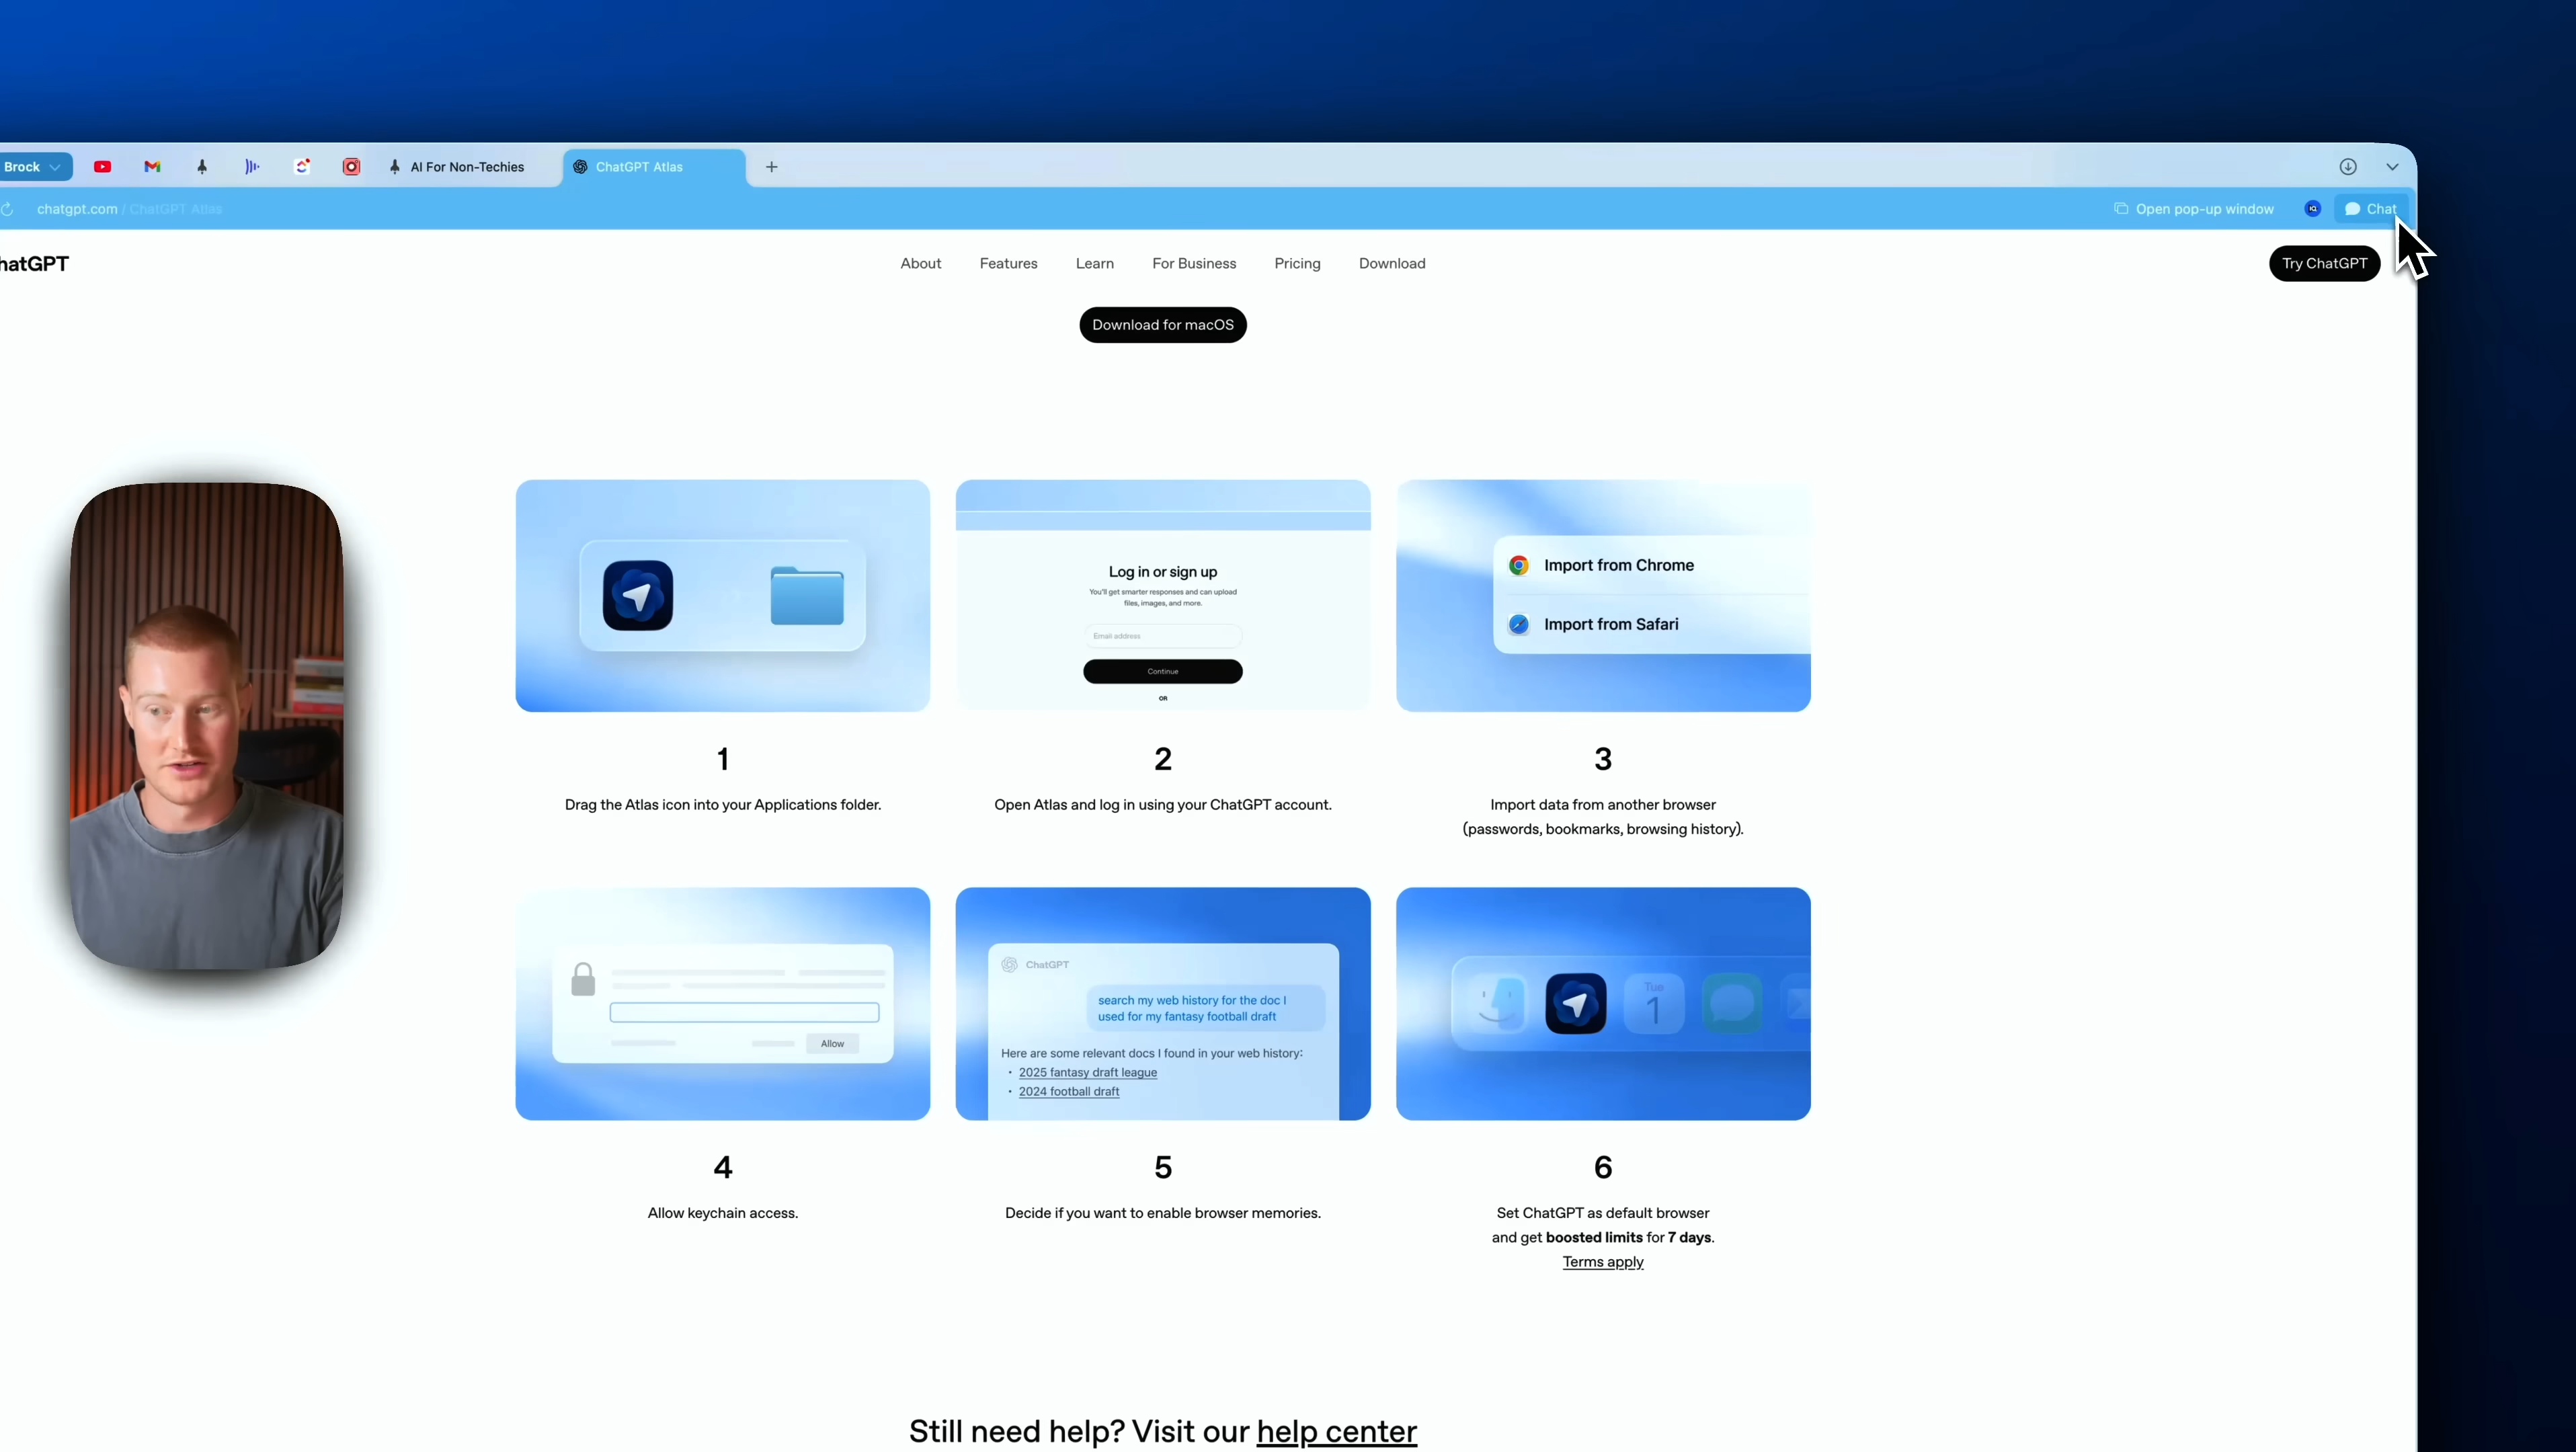 Brock
AI For Non-Techies
ChatGPT Atlas
chatgpt.com / ChatGPT Atlas
Open pop-up window
Chat
hatGPT
About
Features
Learn
For Business
Pricing
Download
Try ChatGPT
Download for macOS
Log in or sign up
You'll get smarter responses and can upload
files, images, and more.
Email address
Continue
OR
Import from Chrome
Import from Safari
1
Drag the Atlas icon into your Applications folder.
2
Open Atlas and log in using your ChatGPT account.
3
Import data from another browser
(passwords, bookmarks, browsing history).
Allow
ChatGPT
search my web history for the doc I
used for my fantasy football draft
Here are some relevant docs I found in your web history:
• 2025 fantasy draft league
• 2024 football draft
Tue
1
4
Allow keychain access.
5
Decide if you want to enable browser memories.
6
Set ChatGPT as default browser
and get boosted limits for 7 days.
Terms apply
Still need help? Visit our help center